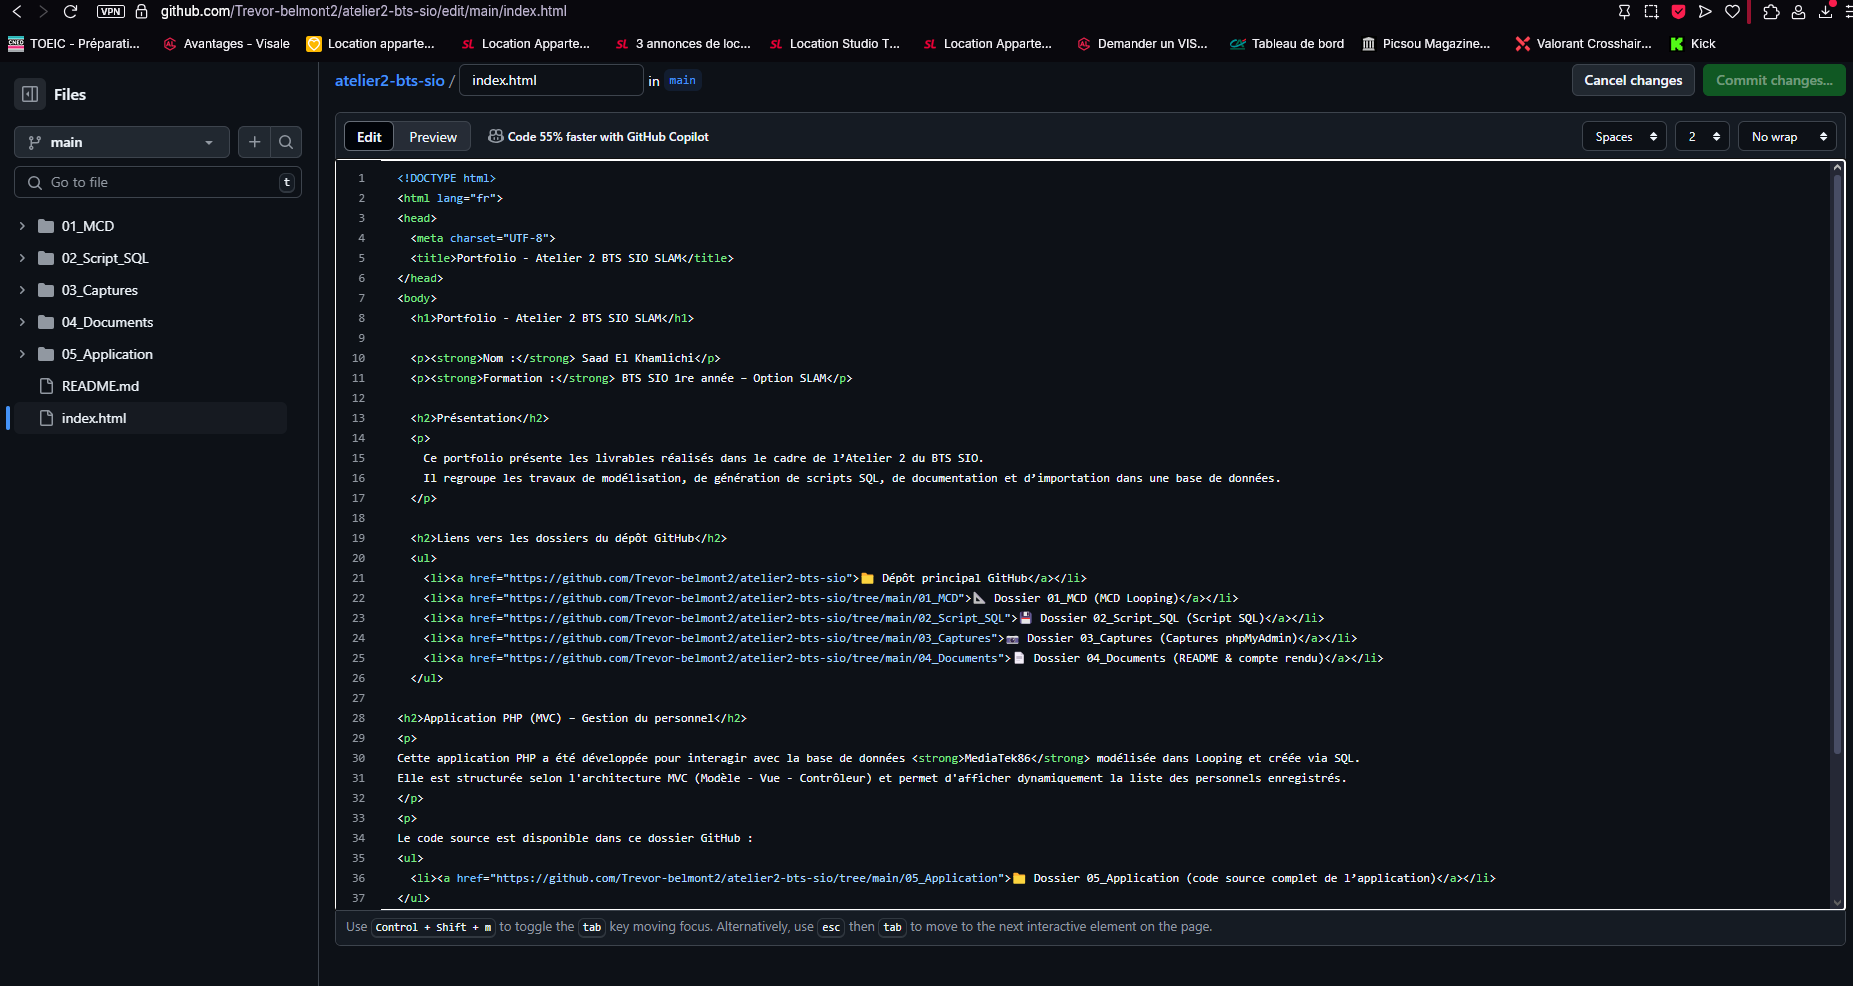 VPN github.com/Trevor-belmont2/atelier2-bts-sio/edit/main/index.html
TOEIC - Préparati... Avantages - Visale Location apparte... SL Location Apparte... SL 3 annonces de loc... SL Location Studio T... SL Location Apparte... Demander un VIS... Tableau de bord Picsou Magazine... Valorant Crosshair... Kick
Files
main
Go to file t
01_MCD
02_Script_SQL
03_Captures
04_Documents
05_Application
README.md
index.html
atelier2-bts-sio / index.html in main Cancel changes Commit changes...
Edit Preview Code 55% faster with GitHub Copilot Spaces 2 No wrap
1 <!DOCTYPE html>
2 <html lang="fr">
3 <head>
4 <meta charset="UTF-8">
5 <title>Portfolio - Atelier 2 BTS SIO SLAM</title>
6 </head>
7 <body>
8 <h1>Portfolio - Atelier 2 BTS SIO SLAM</h1>
9
10 <p><strong>Nom :</strong> Saad El Khamlichi</p>
11 <p><strong>Formation :</strong> BTS SIO 1re année – Option SLAM</p>
12
13 <h2>Présentation</h2>
14 <p>
15 Ce portfolio présente les livrables réalisés dans le cadre de l’Atelier 2 du BTS SIO.
16 Il regroupe les travaux de modélisation, de génération de scripts SQL, de documentation et d’importation dans une base de données.
17 </p>
18
19 <h2>Liens vers les dossiers du dépôt GitHub</h2>
20 <ul>
21 <li><a href="https://github.com/Trevor-belmont2/atelier2-bts-sio">📁 Dépôt principal GitHub</a></li>
22 <li><a href="https://github.com/Trevor-belmont2/atelier2-bts-sio/tree/main/01_MCD">📐 Dossier 01_MCD (MCD Looping)</a></li>
23 <li><a href="https://github.com/Trevor-belmont2/atelier2-bts-sio/tree/main/02_Script_SQL">💾 Dossier 02_Script_SQL (Script SQL)</a></li>
24 <li><a href="https://github.com/Trevor-belmont2/atelier2-bts-sio/tree/main/03_Captures">📷 Dossier 03_Captures (Captures phpMyAdmin)</a></li>
25 <li><a href="https://github.com/Trevor-belmont2/atelier2-bts-sio/tree/main/04_Documents">📄 Dossier 04_Documents (README & compte rendu)</a></li>
26 </ul>
27
28 <h2>Application PHP (MVC) – Gestion du personnel</h2>
29 <p>
30 Cette application PHP a été développée pour interagir avec la base de données <strong>MediaTek86</strong> modélisée dans Looping et créée via SQL.
31 Elle est structurée selon l'architecture MVC (Modèle - Vue - Contrôleur) et permet d'afficher dynamiquement la liste des personnels enregistrés.
32 </p>
33 <p>
34 Le code source est disponible dans ce dossier GitHub :
35 <ul>
36 <li><a href="https://github.com/Trevor-belmont2/atelier2-bts-sio/tree/main/05_Application">📁 Dossier 05_Application (code source complet de l’application)</a></li>
37 </ul>
Use Control + Shift + m to toggle the tab key moving focus. Alternatively, use esc then tab to move to the next interactive element on the page.